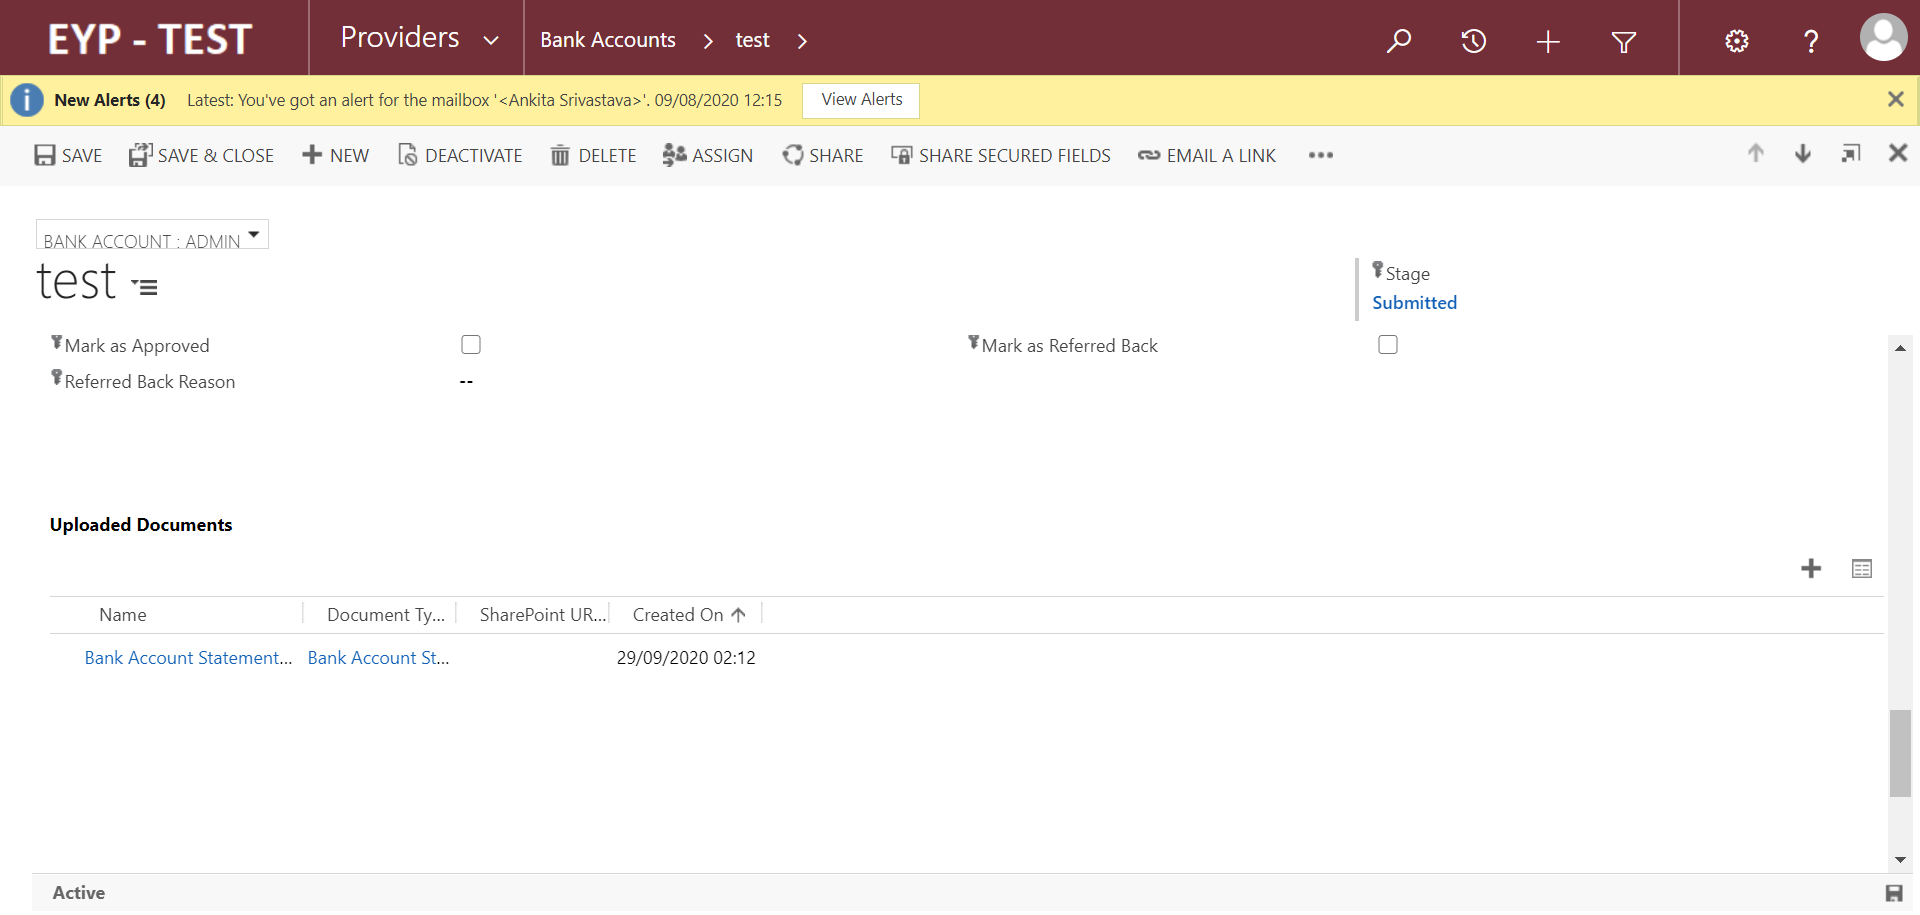 EYP - TEST
Providers
Bank Accounts
test
New Alerts (4) Latest: You've got an alert for the mailbox '<Ankita Srivastava>'. 09/08/2020 12:15 View Alerts
SAVE SAVE & CLOSE NEW DEACTIVATE DELETE ASSIGN SHARE SHARE SECURED FIELDS EMAIL A LINK
BANK ACCOUNT : ADMIN
test
Stage
Submitted
Mark as Approved
Mark as Referred Back
Referred Back Reason --
Uploaded Documents
Name Document Ty... SharePoint UR... Created On
Bank Account Statement... Bank Account St... 29/09/2020 02:12
Active